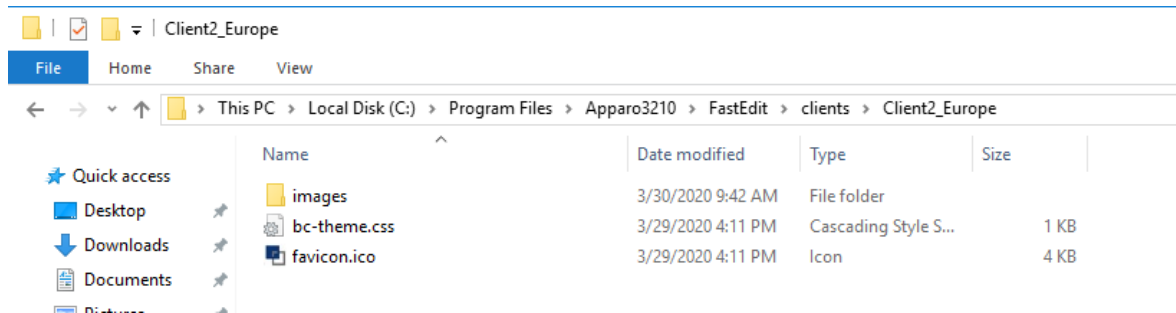 Client2_Europe
File Home Share View
This PC > Local Disk (C:) > Program Files > Apparo3210 > FastEdit > clients > Client2_Europe
Name Date modified Type Size
Quick access
images 3/30/2020 9:42 AM File folder
Desktop
bc-theme.css 3/29/2020 4:11 PM Cascading Style S... 1 KB
Downloads
favicon.ico 3/29/2020 4:11 PM Icon 4 KB
Documents
Pictures